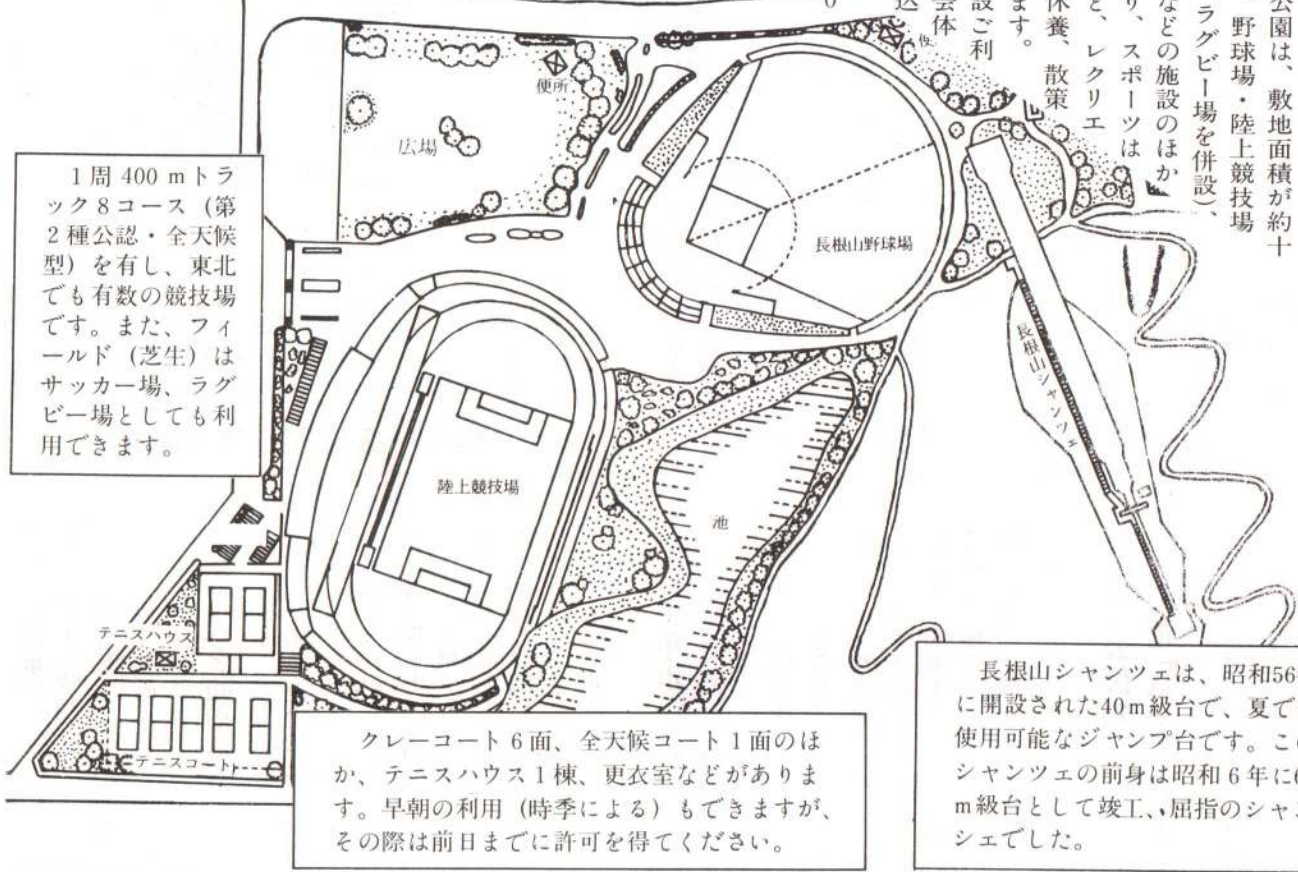 公園は、敷地面積が約十
野球場・陸上競技場
ラグビー場を併設）、
などの施設のほか
り、スポーツは
と、レクリエ
休養、散策
ます。
設ご利
会体
込
便所
広場
1周 400 mトラ
ック8コース（第
2種公認・全天候
型）を有し、東北
でも有数の競技場
です。また、フィ
ールド（芝生）は
サッカー場、ラグ
ビー場としても利
用できます。
長根山野球場
長根山シャンツェ
陸上競技場
池
テニスハウス
テニスコート
クレーコート6面、全天候コート1面のほ
か、テニスハウス1棟、更衣室などがありま
す。早朝の利用（時季による）もできますが、
その際は前日までに許可を得てください。
長根山シャンツェは、昭和56
に開設された40m級台で、夏で
使用可能なジャンプ台です。こ
シャンツェの前身は昭和6年に
m級台として竣工、屈指のシャ
シェでした。